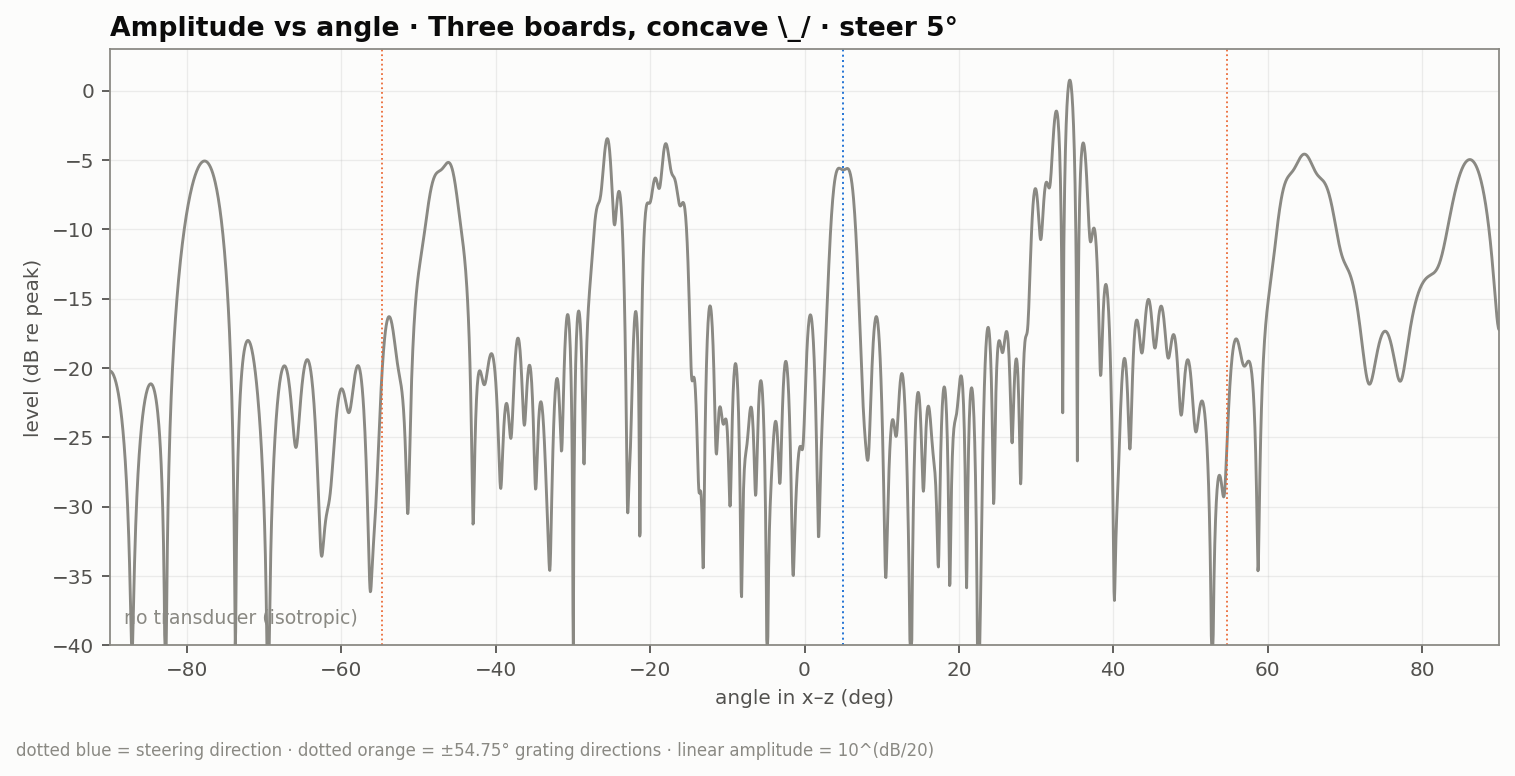 Amplitude vs angle · Three boards, concave \_/ · steer 5°
level (dB re peak)
0
−5
−10
−15
−20
−25
−30
−35
−40
no transducer (isotropic)
−80 −60 −40 −20 0 20 40 60 80
angle in x–z (deg)
dotted blue = steering direction · dotted orange = ±54.75° grating directions · linear amplitude = 10^(dB/20)